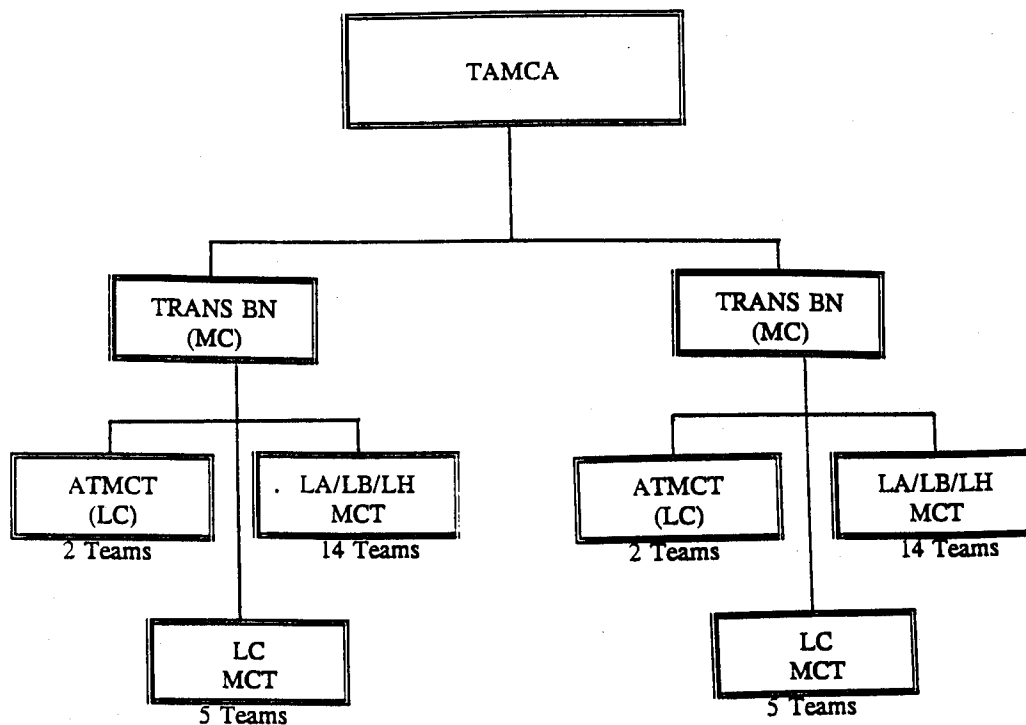 TAMCA
TRANS BN
(MC)
TRANS BN
(MC)
ATMCT
(LC)
2 Teams
LA/LB/LH
MCT
14 Teams
ATMCT
(LC)
2 Teams
LA/LB/LH
MCT
14 Teams
LC
MCT
5 Teams
LC
MCT
5 Teams